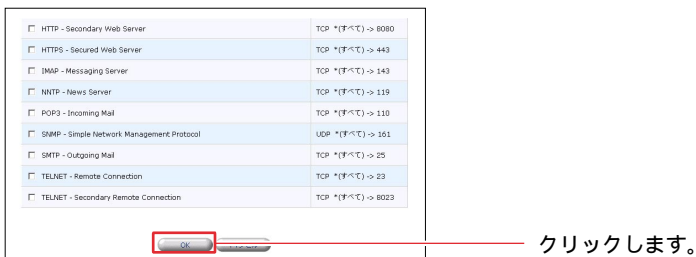 HTTP - Secondary Web Server TCP *(すべて) -> 8080
HTTPS - Secured Web Server TCP *(すべて) -> 443
IMAP - Messaging Server TCP *(すべて) -> 143
NNTP - News Server TCP *(すべて) -> 119
POP3 - Incoming Mail TCP *(すべて) -> 110
SNMP - Simple Network Management Protocol UDP *(すべて) -> 161
SMTP - Outgoing Mail TCP *(すべて) -> 25
TELNET - Remote Connection TCP *(すべて) -> 23
TELNET - Secondary Remote Connection TCP *(すべて) -> 8023
OK
クリックします。